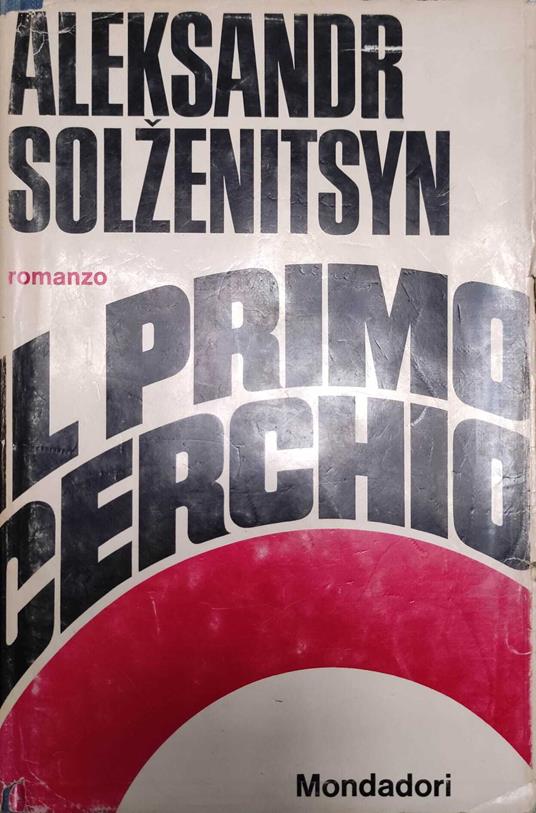 ALEKSANDR
SOLŽENITSYN
romanzo
IL PRIMO
CERCHIO
Mondadori